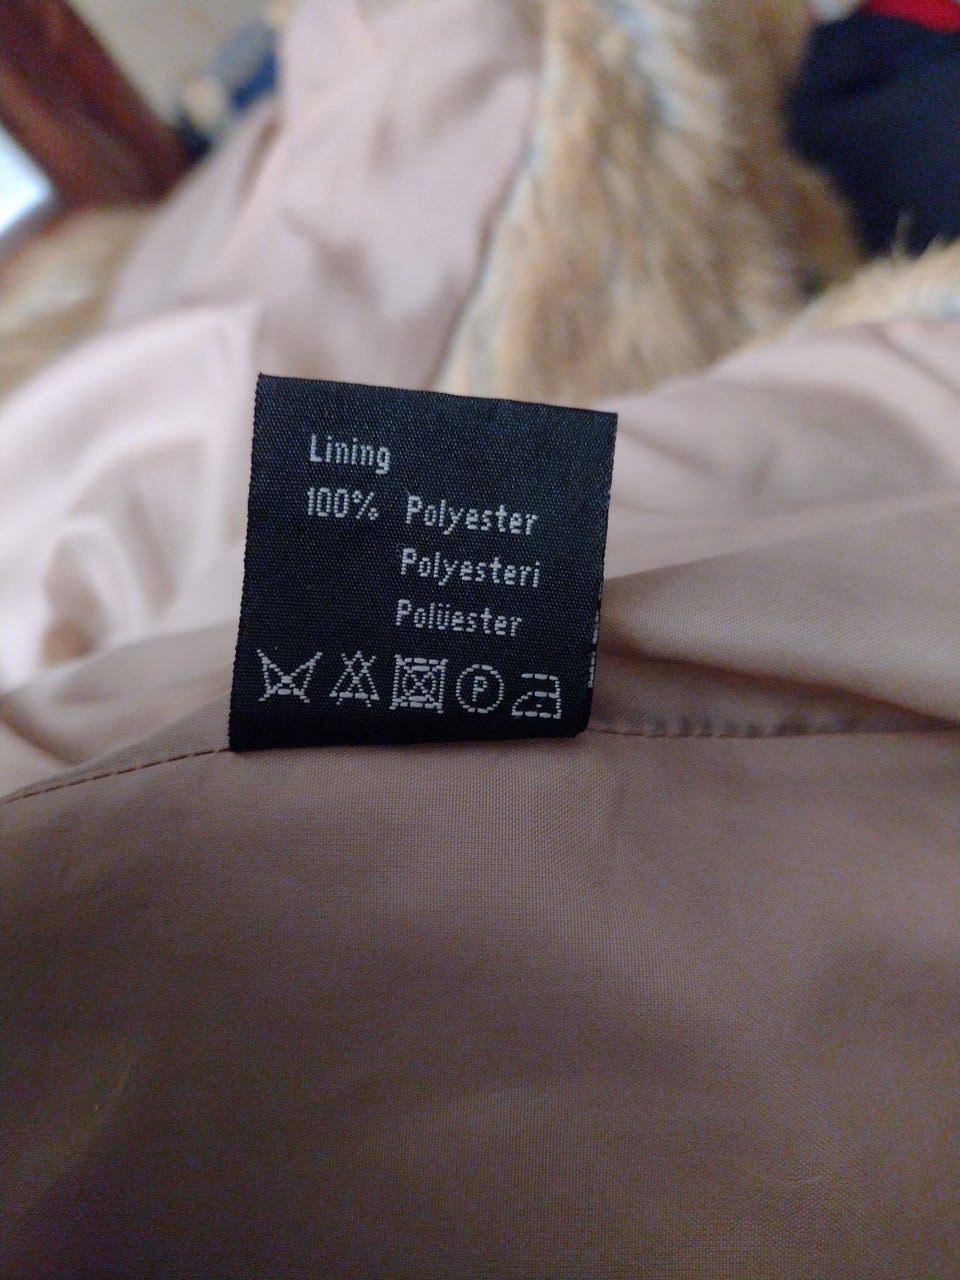 Lining
100% Polyester
Polyesteri
Polüester
P